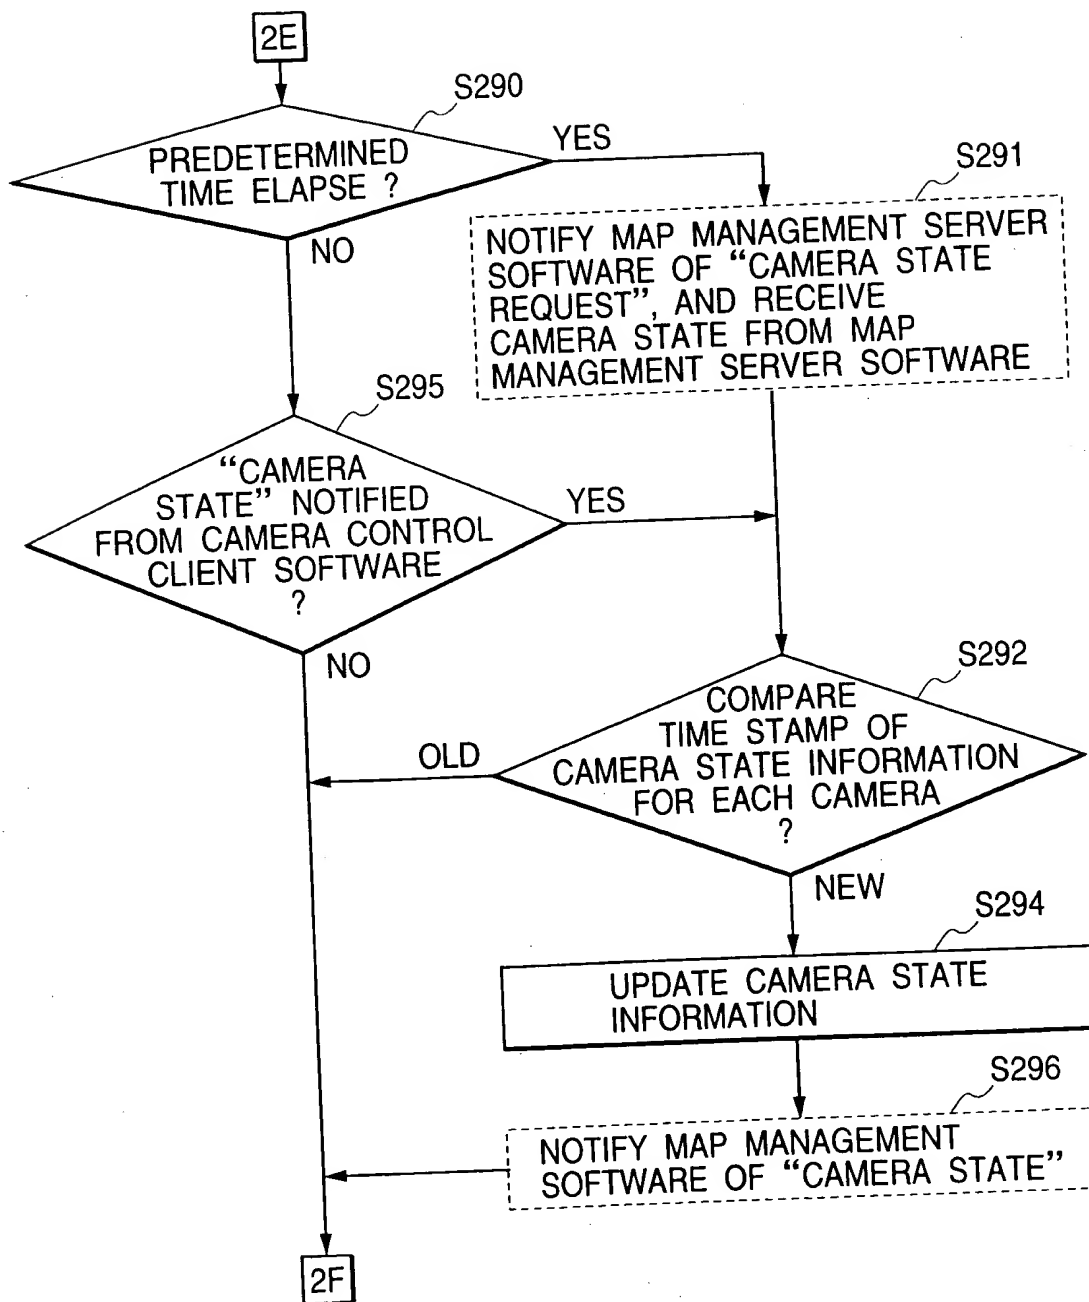 2E
S290
PREDETERMINED
TIME ELAPSE ?
YES
NO
S291
NOTIFY MAP MANAGEMENT SERVER
SOFTWARE OF “CAMERA STATE
REQUEST”, AND RECEIVE
CAMERA STATE FROM MAP
MANAGEMENT SERVER SOFTWARE
S295
“CAMERA
STATE” NOTIFIED
FROM CAMERA CONTROL
CLIENT SOFTWARE
?
YES
NO
S292
COMPARE
TIME STAMP OF
CAMERA STATE INFORMATION
FOR EACH CAMERA
?
OLD
NEW
S294
UPDATE CAMERA STATE
INFORMATION
S296
NOTIFY MAP MANAGEMENT
SOFTWARE OF “CAMERA STATE”
2F